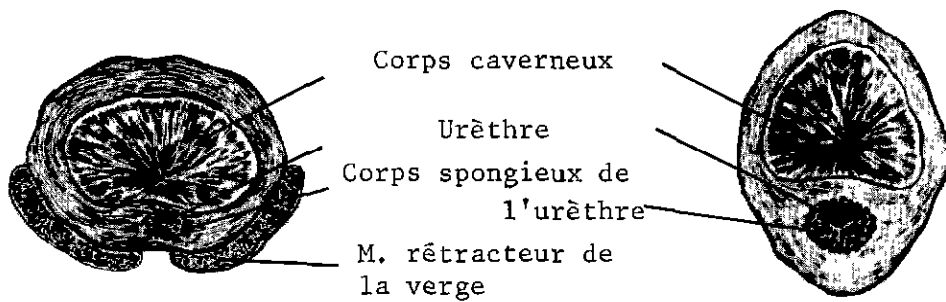 Corps caverneux
Urèthre
Corps spongieux de
l'urèthre
M. rétracteur de
la verge